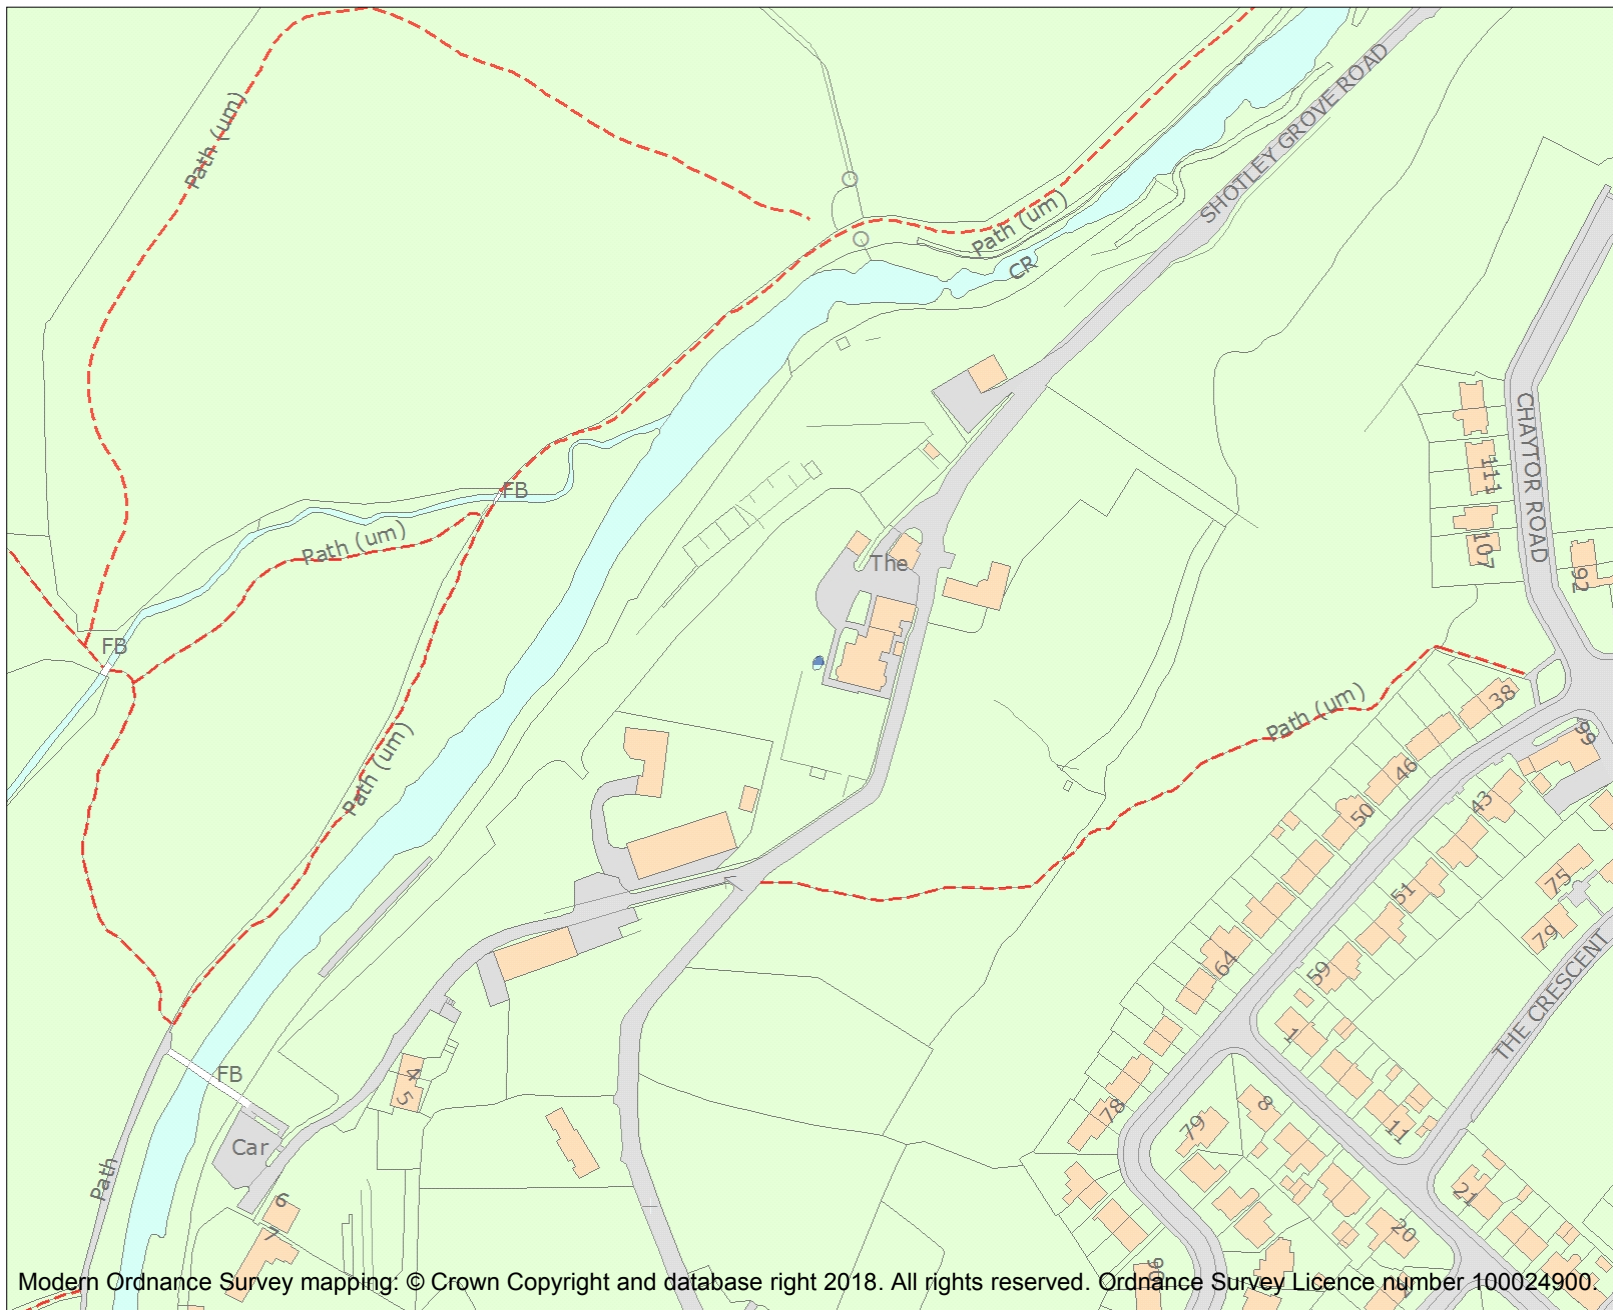 SHOTLEY GROVE ROAD
Path (um)
Path (um)
CR
CHAYTOR ROAD
111
107
92
FB
Path (um)
The
FB
38
Path (um)
99
46
Path (um)
43
50
75
51
79
64
59
THE CRESCENT
1
FB
4
5
8
78
79
11
Car
Path
6
7
21
20
96
Modern Ordnance Survey mapping: © Crown Copyright and database right 2018. All rights reserved. Ordnance Survey Licence number 100024900.